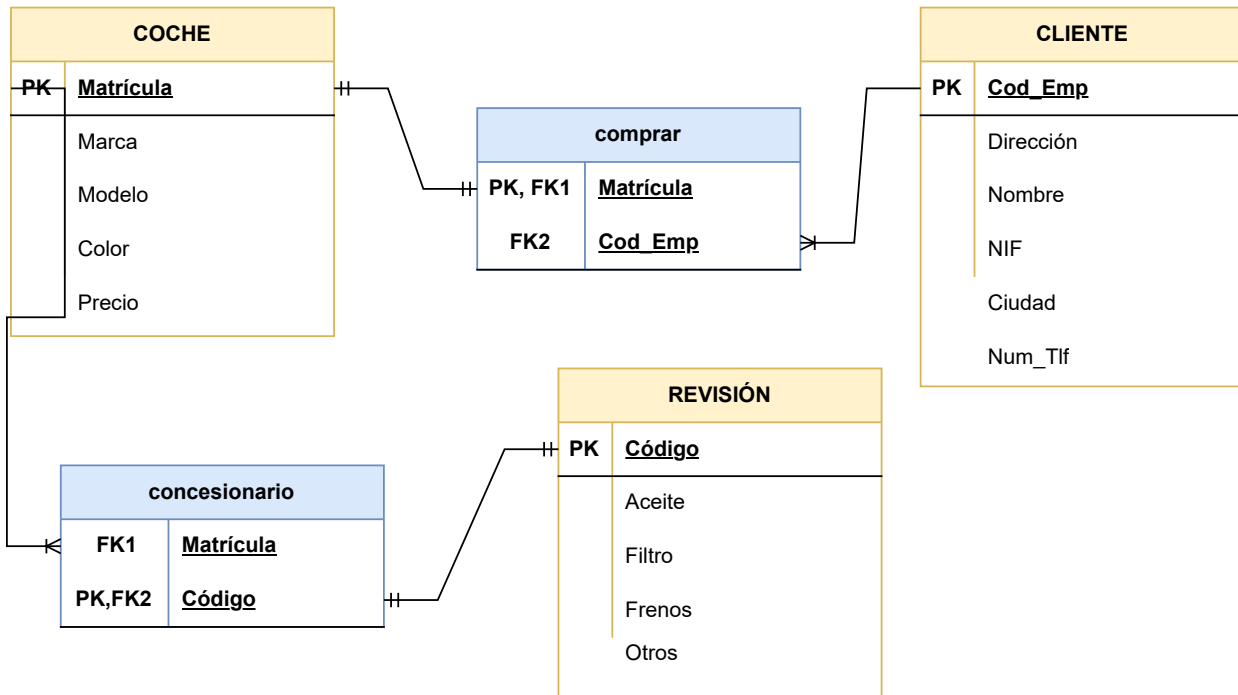 COCHE
PK Matrícula
Marca
Modelo
Color
Precio
CLIENTE
PK Cod_Emp
Dirección
Nombre
NIF
Ciudad
Num_Tlf
comprar
PK, FK1 Matrícula
FK2 Cod_Emp
REVISIÓN
PK Código
Aceite
Filtro
Frenos
Otros
concesionario
FK1 Matrícula
PK,FK2 Código